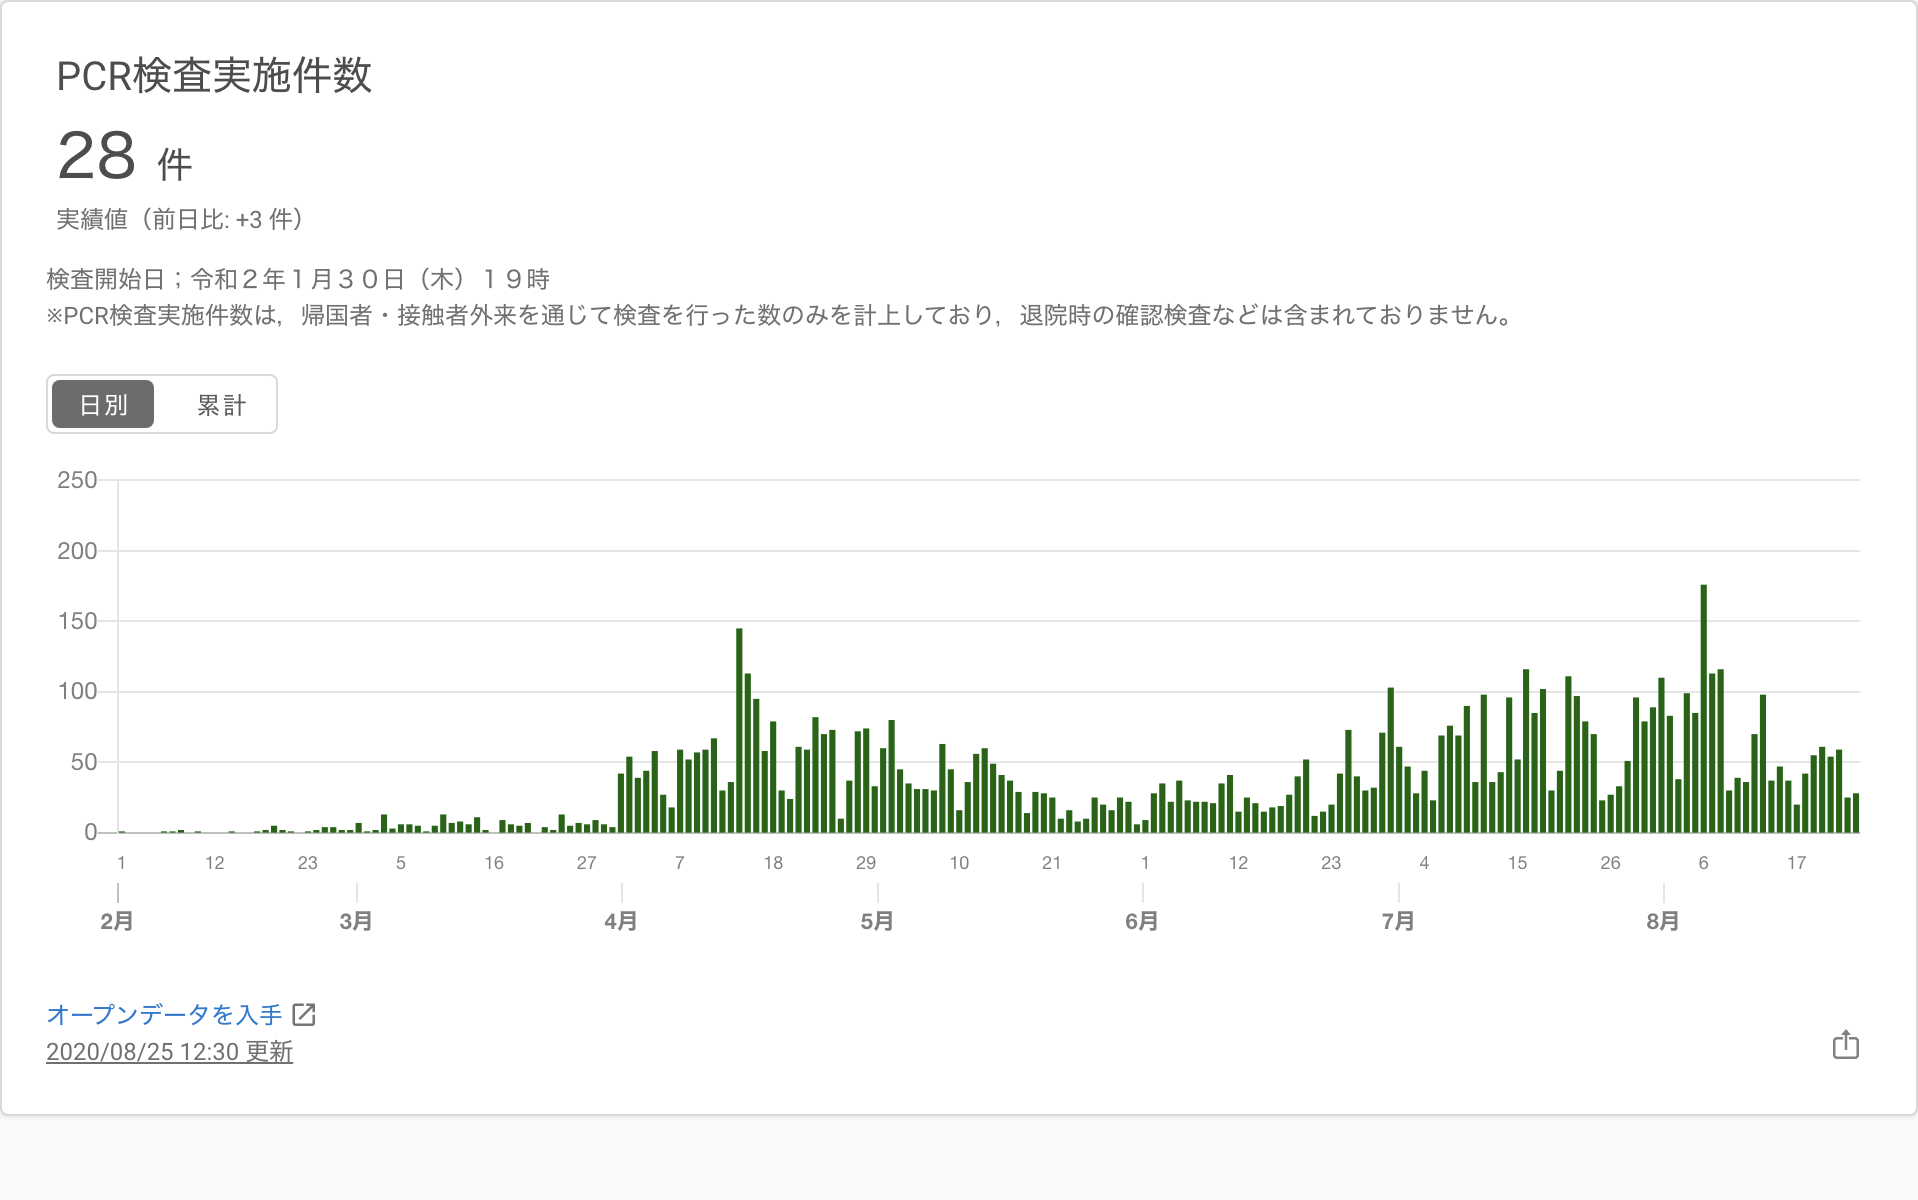 PCR検査実施件数
28 件
実績値（前日比: +3 件）
検査開始日；令和２年１月３０日（木）１９時
※PCR検査実施件数は，帰国者・接触者外来を通じて検査を行った数のみを計上しており，退院時の確認検査などは含まれておりません。
日別 累計
250
200
150
100
50
0
1 12 23 5 16 27 7 18 29 10 21 1 12 23 4 15 26 6 17
2月 3月 4月 5月 6月 7月 8月
オープンデータを入手
2020/08/25 12:30 更新